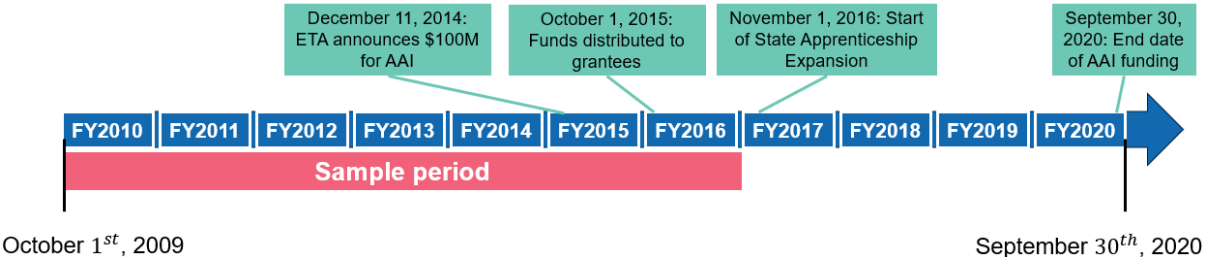 December 11, 2014:
ETA announces $100M
for AAI
October 1, 2015:
Funds distributed to
grantees
November 1, 2016: Start
of State Apprenticeship
Expansion
September 30,
2020: End date
of AAI funding
FY2010 FY2011 FY2012 FY2013 FY2014 FY2015 FY2016 FY2017 FY2018 FY2019 FY2020
Sample period
October 1st, 2009
September 30th, 2020